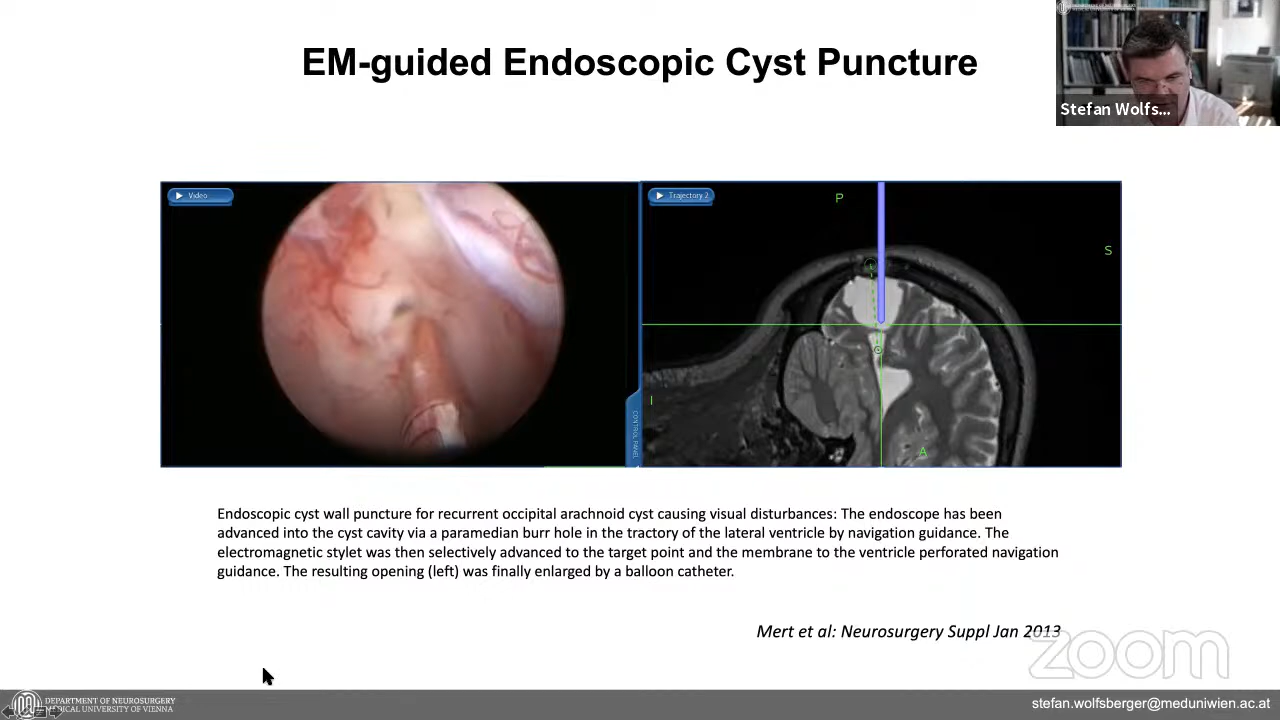 EM-guided Endoscopic Cyst Puncture
Stefan Wolfs...
Video
Trajectory 2
P
S
I
A
CONTROL PANEL
Endoscopic cyst wall puncture for recurrent occipital arachnoid cyst causing visual disturbances: The endoscope has been
advanced into the cyst cavity via a paramedian burr hole in the tractory of the lateral ventricle by navigation guidance. The
electromagnetic stylet was then selectively advanced to the target point and the membrane to the ventricle perforated navigation
guidance. The resulting opening (left) was finally enlarged by a balloon catheter.
Mert et al: Neurosurgery Suppl Jan 2013
zoom
DEPARTMENT OF NEUROSURGERY
MEDICAL UNIVERSITY OF VIENNA
stefan.wolfsberger@meduniwien.ac.at